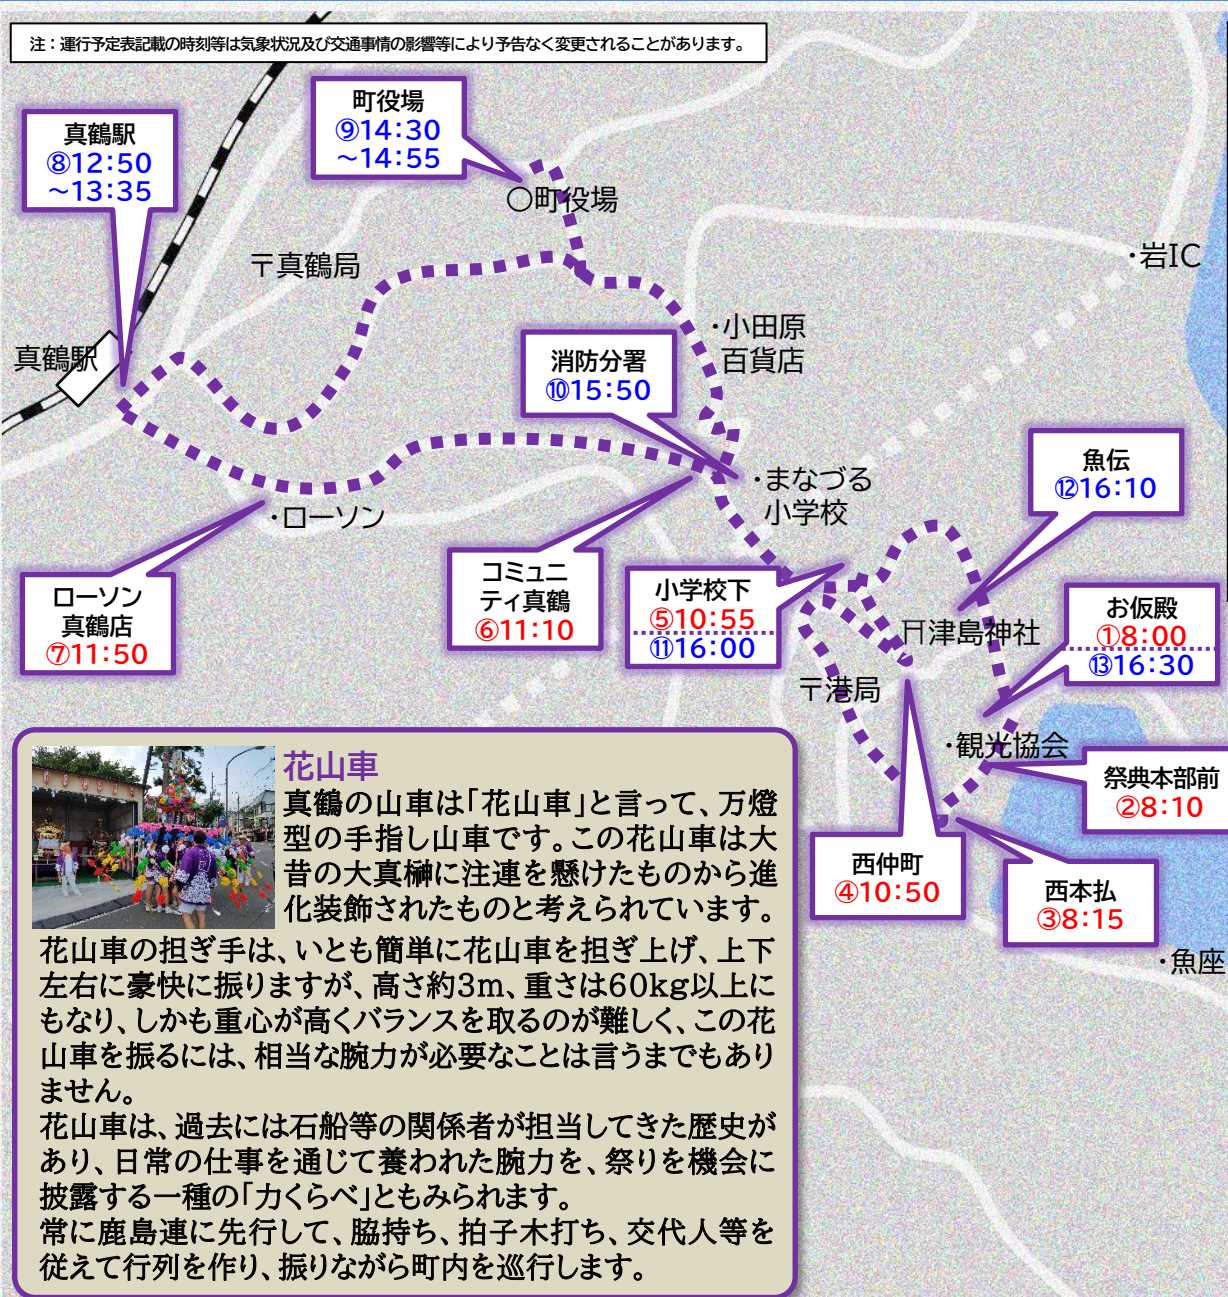 注：運行予定表記載の時刻等は気象状況及び交通事情の影響等により予告なく変更されることがあります。
町役場
⑨14：30
～14：55
真鶴駅
⑧12：50
～13：35
○町役場
〒真鶴局
・岩IC
・小田原
百貨店
真鶴駅
消防分署
⑩15：50
魚伝
⑫16：10
・まなづる
小学校
・ローソン
コミュニ
ティ真鶴
⑥11：10
小学校下
⑤10：55
⑪16：00
ローソン
真鶴店
⑦11：50
お仮殿
①8：00
⑬16：30
津島神社
〒港局
・観光協会
祭典本部前
②8：10
西仲町
④10：50
西本払
③8：15
・魚座
花山車
真鶴の山車は「花山車」と言って、万燈
型の手指し山車です。この花山車は大
昔の大真榊に注連を懸けたものから進
化装飾されたものと考えられています。
花山車の担ぎ手は、いとも簡単に花山車を担ぎ上げ、上下
左右に豪快に振りますが、高さ約3m、重さは60kg以上に
もなり、しかも重心が高くバランスを取るのが難しく、この花
山車を振るには、相当な腕力が必要なことは言うまでもあり
ません。
花山車は、過去には石船等の関係者が担当してきた歴史が
あり、日常の仕事を通じて養われた腕力を、祭りを機会に
披露する一種の「力くらべ」ともみられます。
常に鹿島連に先行して、脇持ち、拍子木打ち、交代人等を
従えて行列を作り、振りながら町内を巡行します。